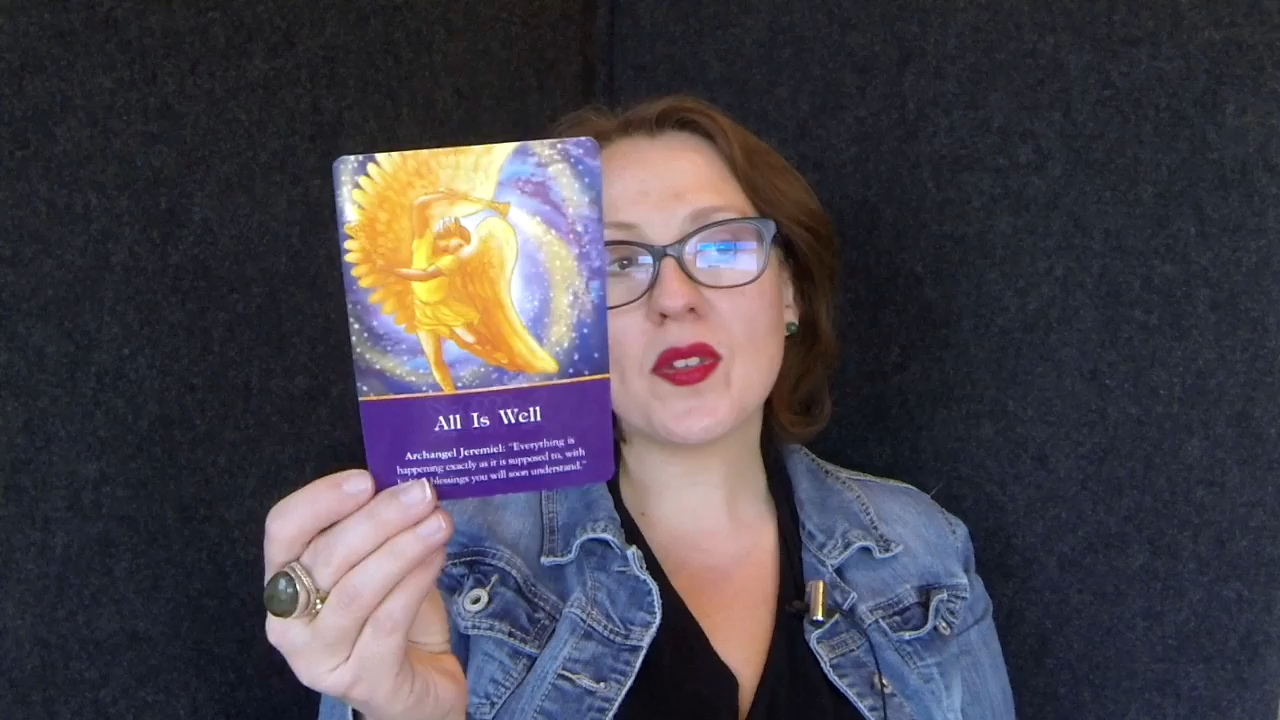 All Is Well
Archangel Jeremiel: "Everything is
happening exactly as it is supposed to, with
blessings you will soon understand."